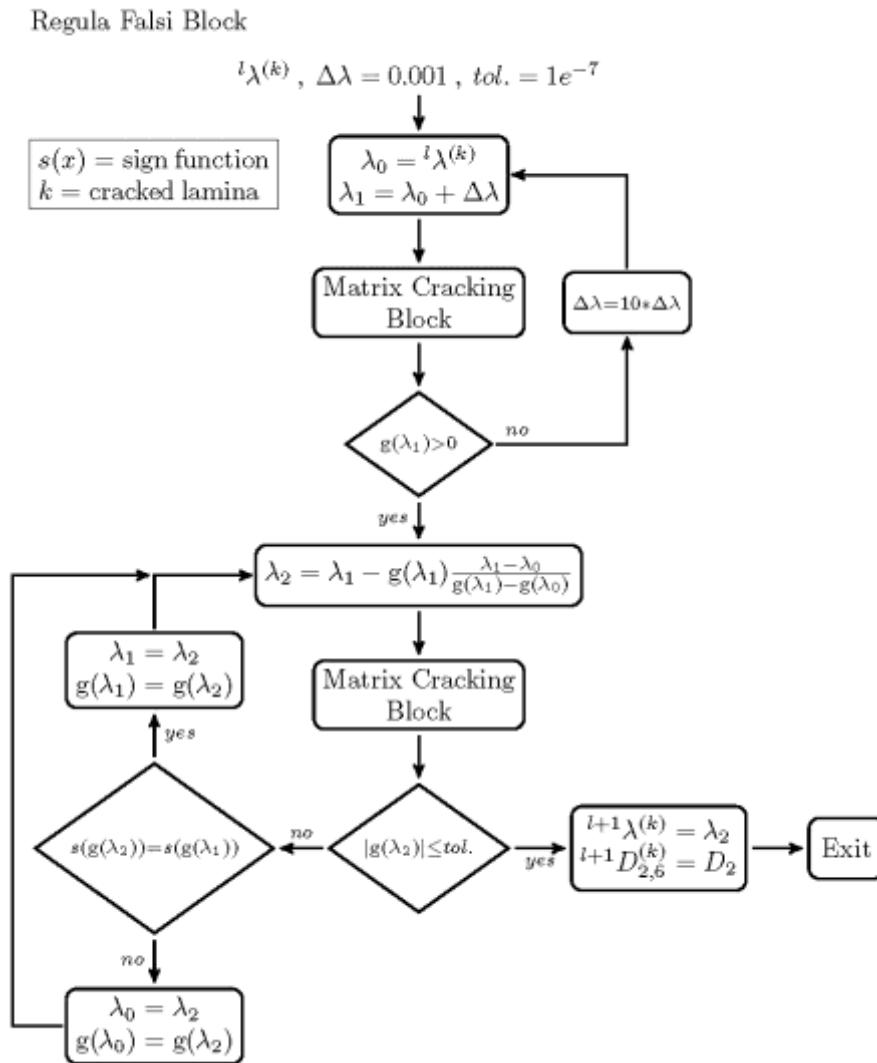 Regula Falsi Block
ˡλ⁽ᵏ⁾ , Δλ = 0.001 , tol. = 1e⁻⁷
s(x) = sign function
k = cracked lamina
λ₀ = ˡλ⁽ᵏ⁾
λ₁ = λ₀ + Δλ
Matrix Cracking
Block
Δλ=10*Δλ
g(λ₁)>0
no
yes
λ₂ = λ₁ − g(λ₁) (λ₁−λ₀)/(g(λ₁)−g(λ₀))
λ₁ = λ₂
g(λ₁) = g(λ₂)
Matrix Cracking
Block
yes
s(g(λ₂))=s(g(λ₁))
no
|g(λ₂)|≤tol.
yes
ˡ⁺¹λ⁽ᵏ⁾ = λ₂
ˡ⁺¹D₂,₆⁽ᵏ⁾ = D₂
Exit
no
λ₀ = λ₂
g(λ₀) = g(λ₂)